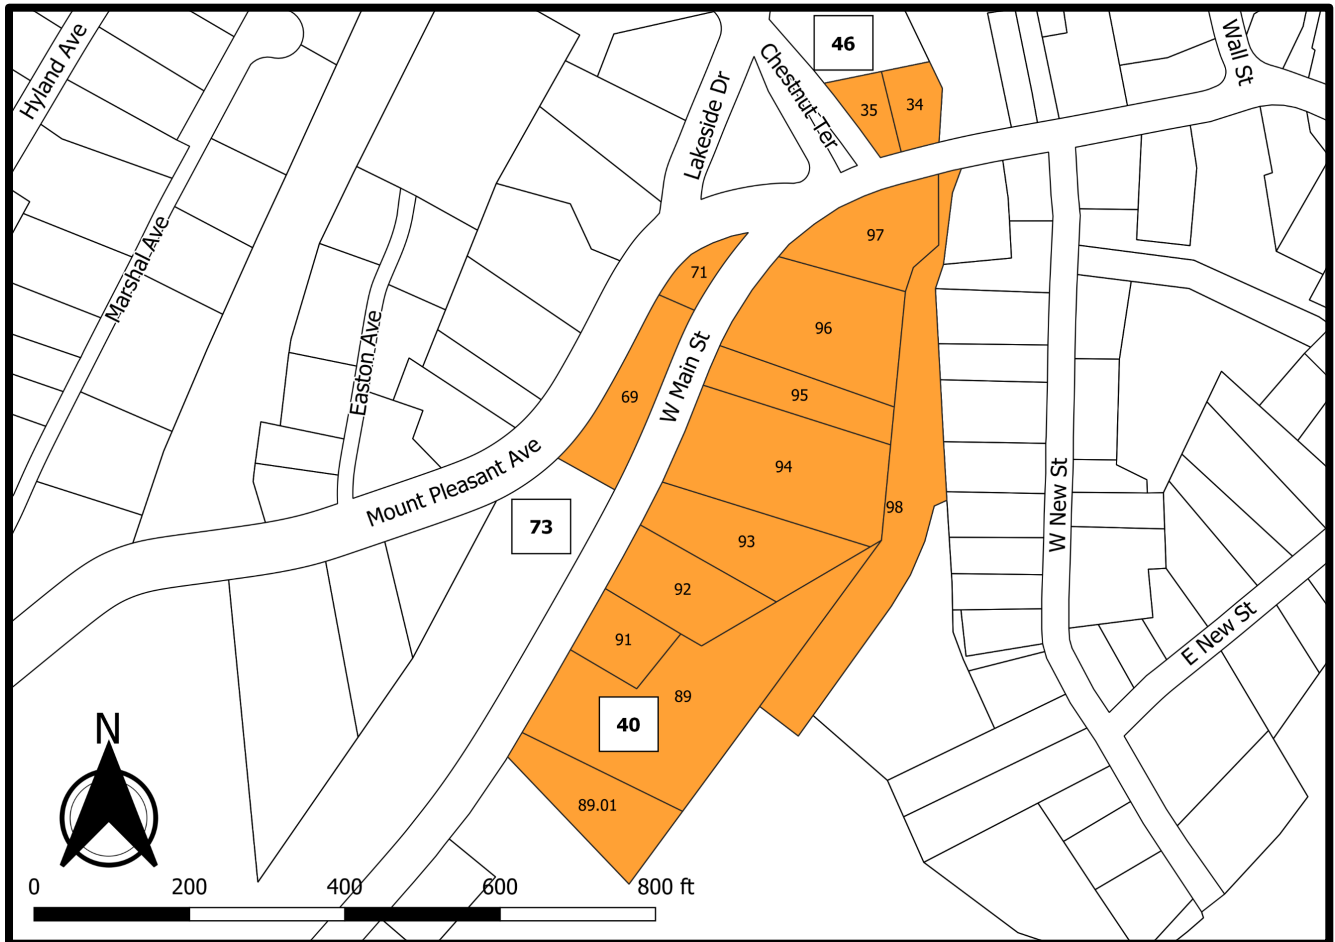 Hyland Ave
46
Wall St
Chestnut Ter
Lakeside Dr
35
34
Marshal Ave
97
71
96
Easton Ave
W Main St
95
69
94
Mount Pleasant Ave
98
W New St
73
93
92
91
E New St
89
40
N
89.01
0
200
400
600
800 ft